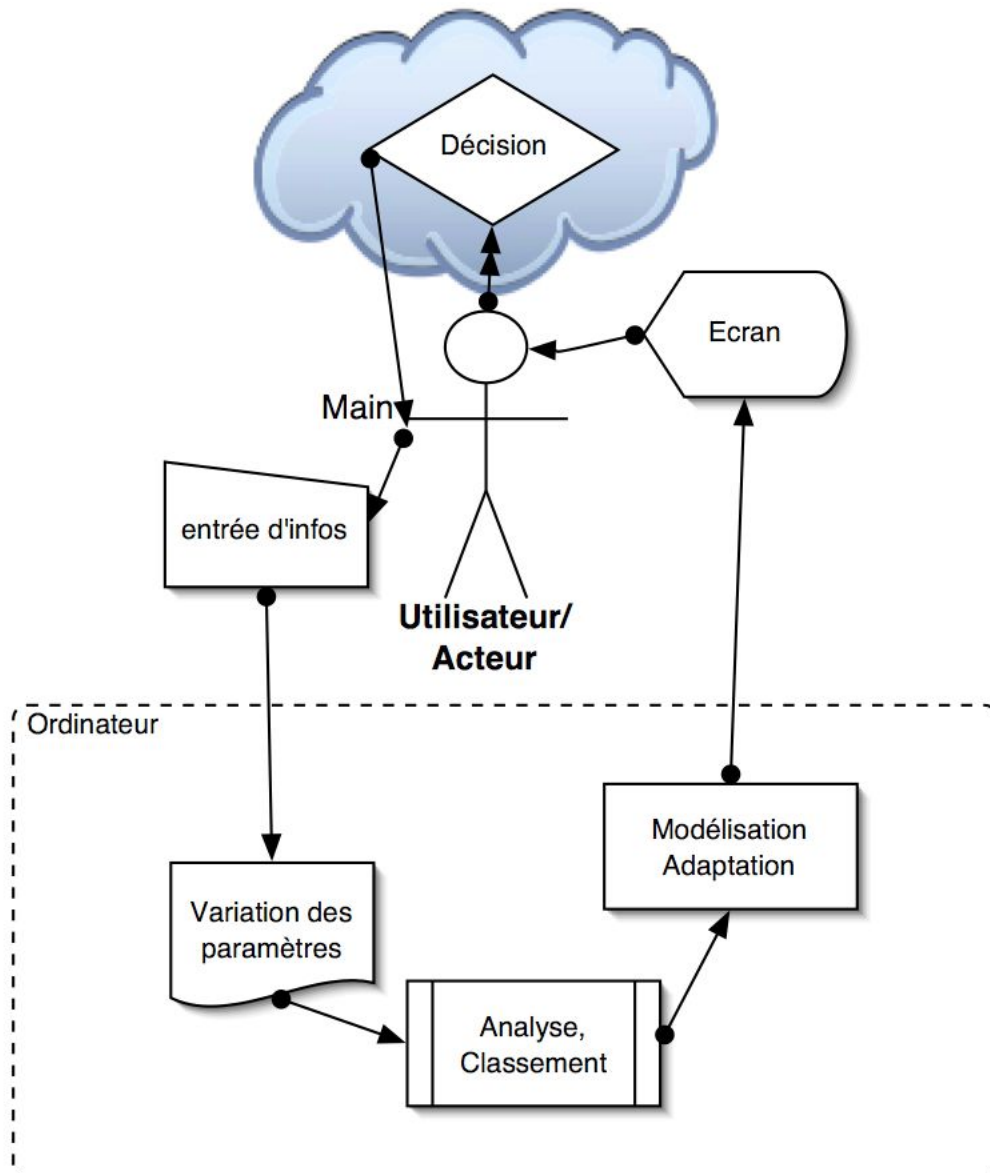 Décision
Ecran
Main
entrée d'infos
Utilisateur/
Acteur
Ordinateur
Modélisation
Adaptation
Variation des
paramètres
Analyse,
Classement